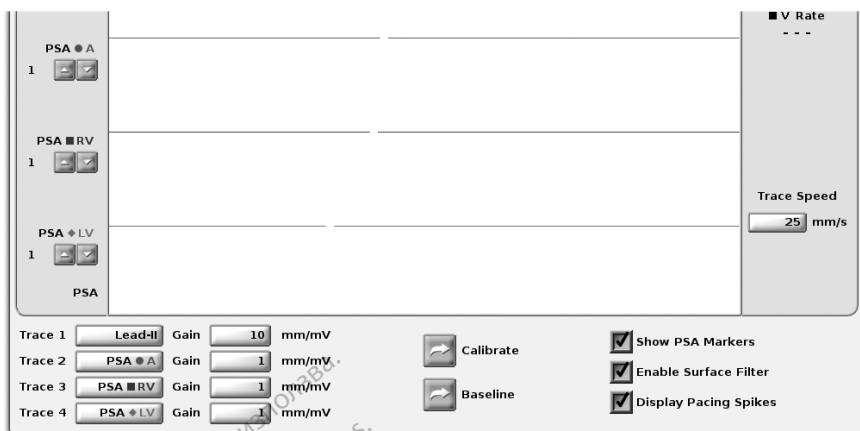 ■ V Rate
- - -
PSA ● A
1
PSA ■ RV
1
Trace Speed
25 mm/s
PSA ◆ LV
1
PSA
Trace 1 Lead-II Gain 10 mm/mV
Trace 2 PSA ● A Gain 1 mm/mV
Trace 3 PSA ■ RV Gain 1 mm/mV
Trace 4 PSA ◆ LV Gain 1 mm/mV
Calibrate
Baseline
Show PSA Markers
Enable Surface Filter
Display Pacing Spikes
използва.